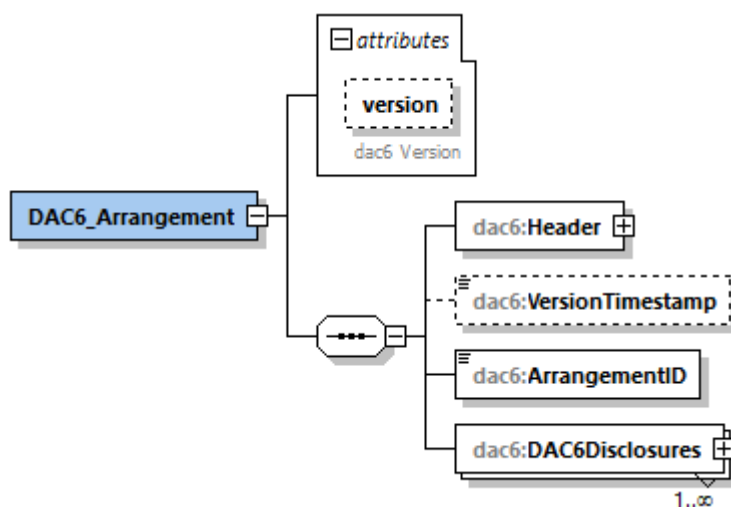 attributes
version
dac6 Version
DAC6_Arrangement
dac6:Header
dac6:VersionTimestamp
dac6:ArrangementID
dac6:DAC6Disclosures
1..∞